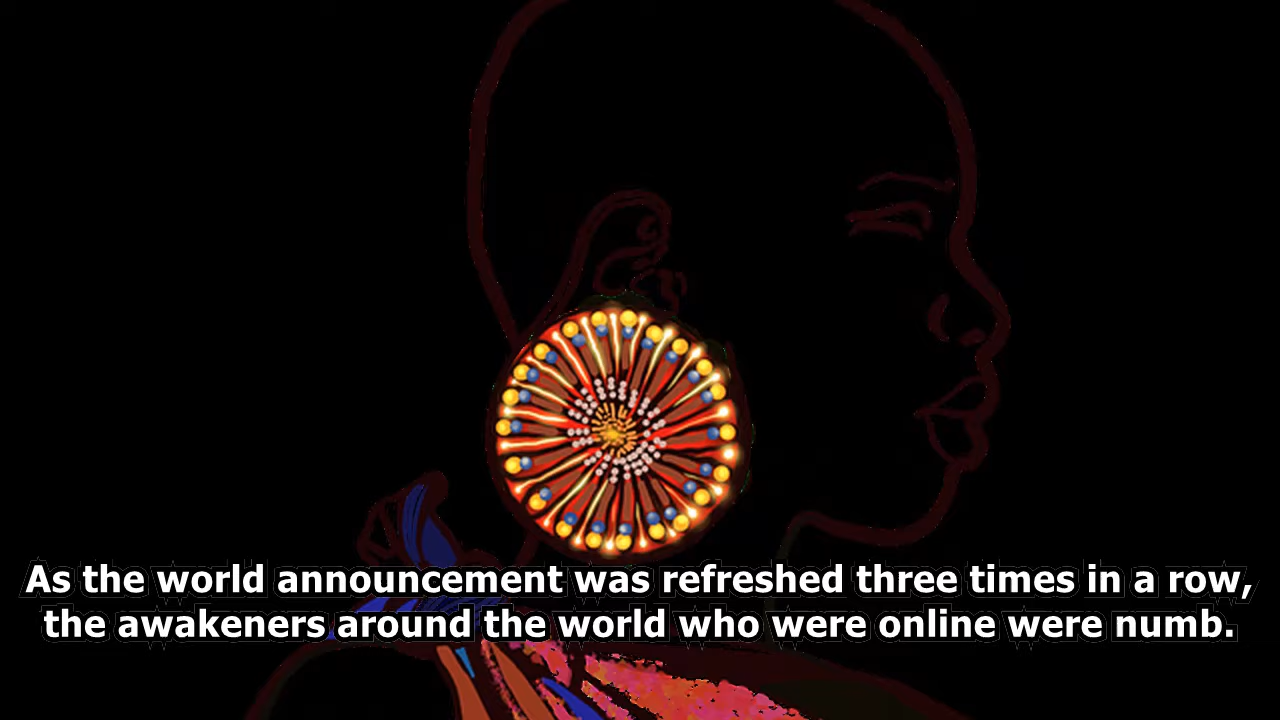 As the world announcement was refreshed three times in a row,
the awakeners around the world who were online were numb.